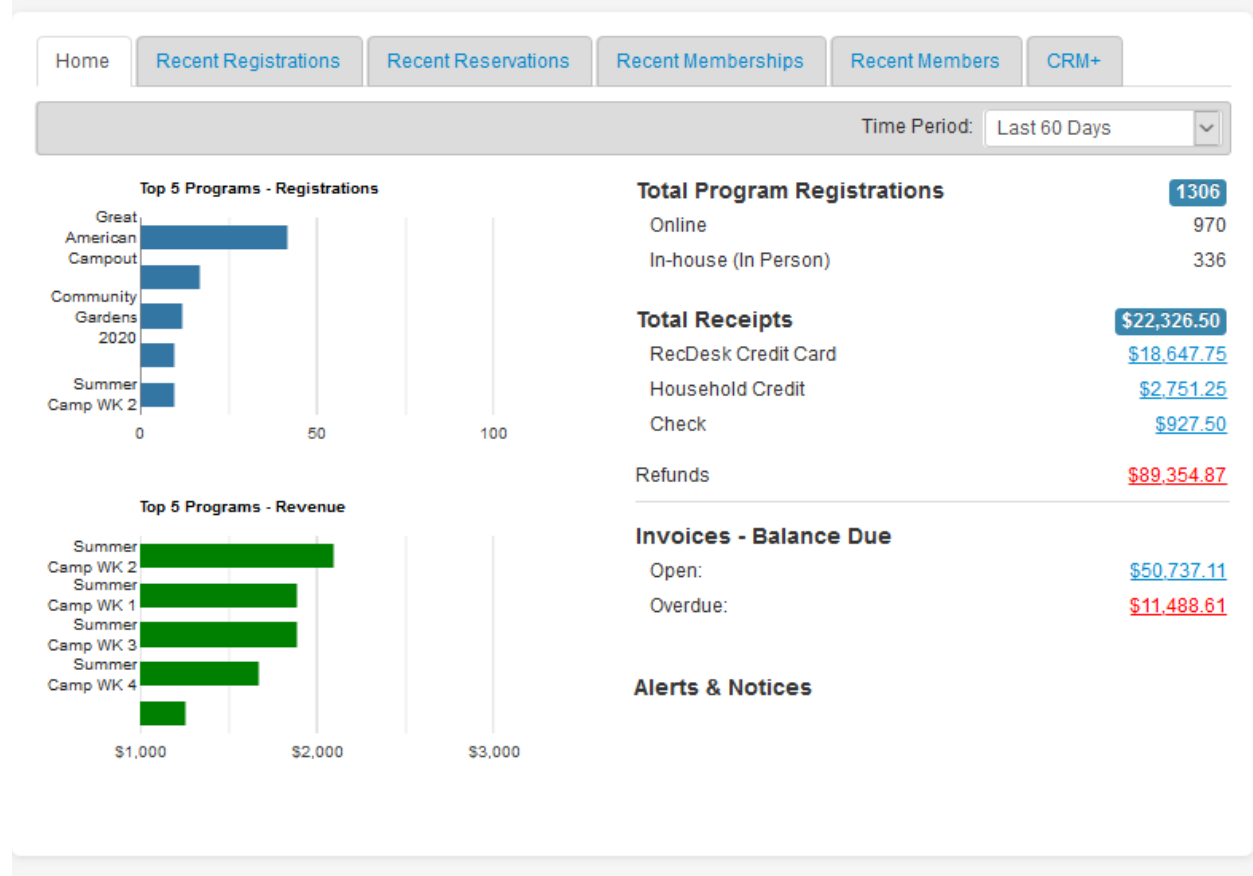 Home
Recent Registrations
Recent Reservations
Recent Memberships
Recent Members
CRM+
Time Period: Last 60 Days
Top 5 Programs - Registrations
Great
American
Campout
Community
Gardens
2020
Summer
Camp WK 2
0 50 100
Top 5 Programs - Revenue
Summer
Camp WK 2
Summer
Camp WK 1
Summer
Camp WK 3
Summer
Camp WK 4
$1,000 $2,000 $3,000
Total Program Registrations 1306
Online 970
In-house (In Person) 336
Total Receipts $22,326.50
RecDesk Credit Card $18,647.75
Household Credit $2,751.25
Check $927.50
Refunds $89,354.87
Invoices - Balance Due
Open: $50,737.11
Overdue: $11,488.61
Alerts & Notices